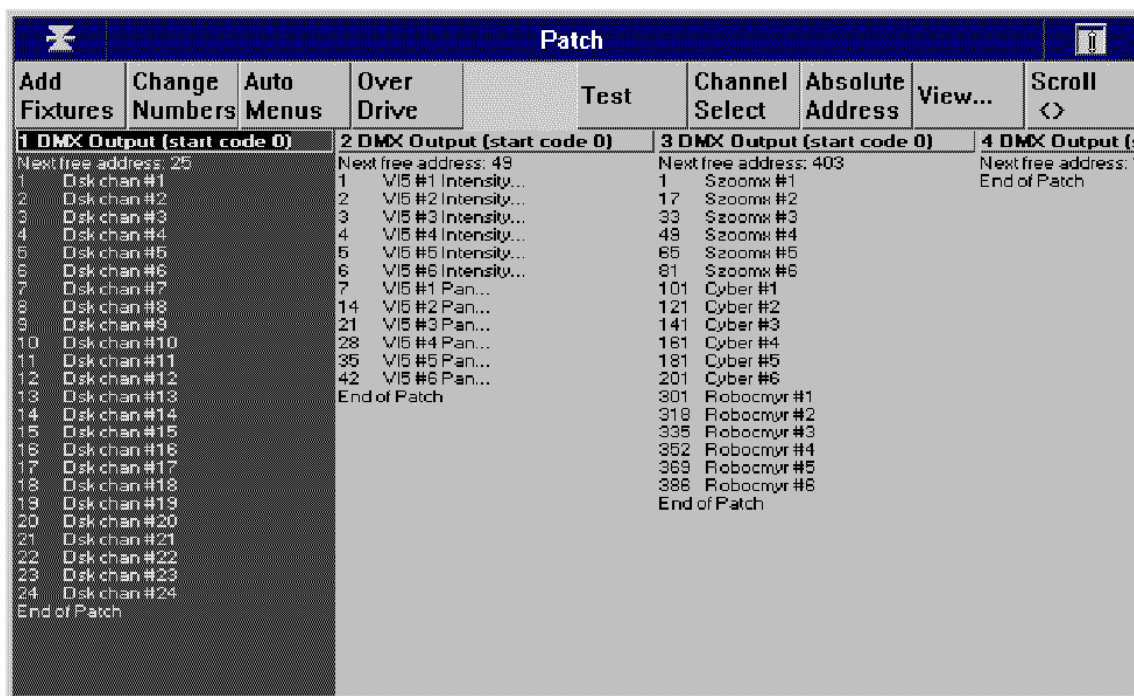 Patch
Add Fixtures
Change Numbers
Auto Menus
Over Drive
Test
Channel Select
Absolute Address
View...
Scroll <>
1 DMX Output (start code 0)
Next free address: 25
1 Dsk chan #1
2 Dsk chan #2
3 Dsk chan #3
4 Dsk chan #4
5 Dsk chan #5
6 Dsk chan #6
7 Dsk chan #7
8 Dsk chan #8
9 Dsk chan #9
10 Dsk chan #10
11 Dsk chan #11
12 Dsk chan #12
13 Dsk chan #13
14 Dsk chan #14
15 Dsk chan #15
16 Dsk chan #16
17 Dsk chan #17
18 Dsk chan #18
19 Dsk chan #19
20 Dsk chan #20
21 Dsk chan #21
22 Dsk chan #22
23 Dsk chan #23
24 Dsk chan #24
End of Patch
2 DMX Output (start code 0)
Next free address: 49
1 VI5 #1 Intensity...
2 VI5 #2 Intensity...
3 VI5 #3 Intensity...
4 VI5 #4 Intensity...
5 VI5 #5 Intensity...
6 VI5 #6 Intensity...
7 VI5 #1 Pan...
14 VI5 #2 Pan...
21 VI5 #3 Pan...
28 VI5 #4 Pan...
35 VI5 #5 Pan...
42 VI5 #6 Pan...
End of Patch
3 DMX Output (start code 0)
Next free address: 403
1 Szoomx #1
17 Szoomx #2
33 Szoomx #3
49 Szoomx #4
65 Szoomx #5
81 Szoomx #6
101 Cyber #1
121 Cyber #2
141 Cyber #3
161 Cyber #4
181 Cyber #5
201 Cyber #6
301 Robocmyr #1
318 Robocmyr #2
335 Robocmyr #3
352 Robocmyr #4
369 Robocmyr #5
386 Robocmyr #6
End of Patch
4 DMX Output (
Next free address:
End of Patch